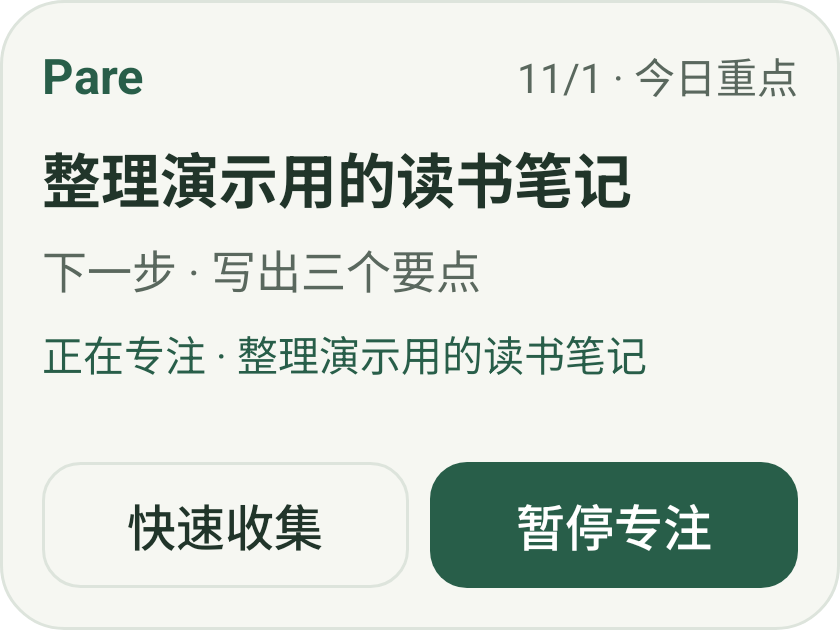 Pare
11/1 · 今日重点
整理演示用的读书笔记
下一步 · 写出三个要点
正在专注 · 整理演示用的读书笔记
快速收集
暂停专注